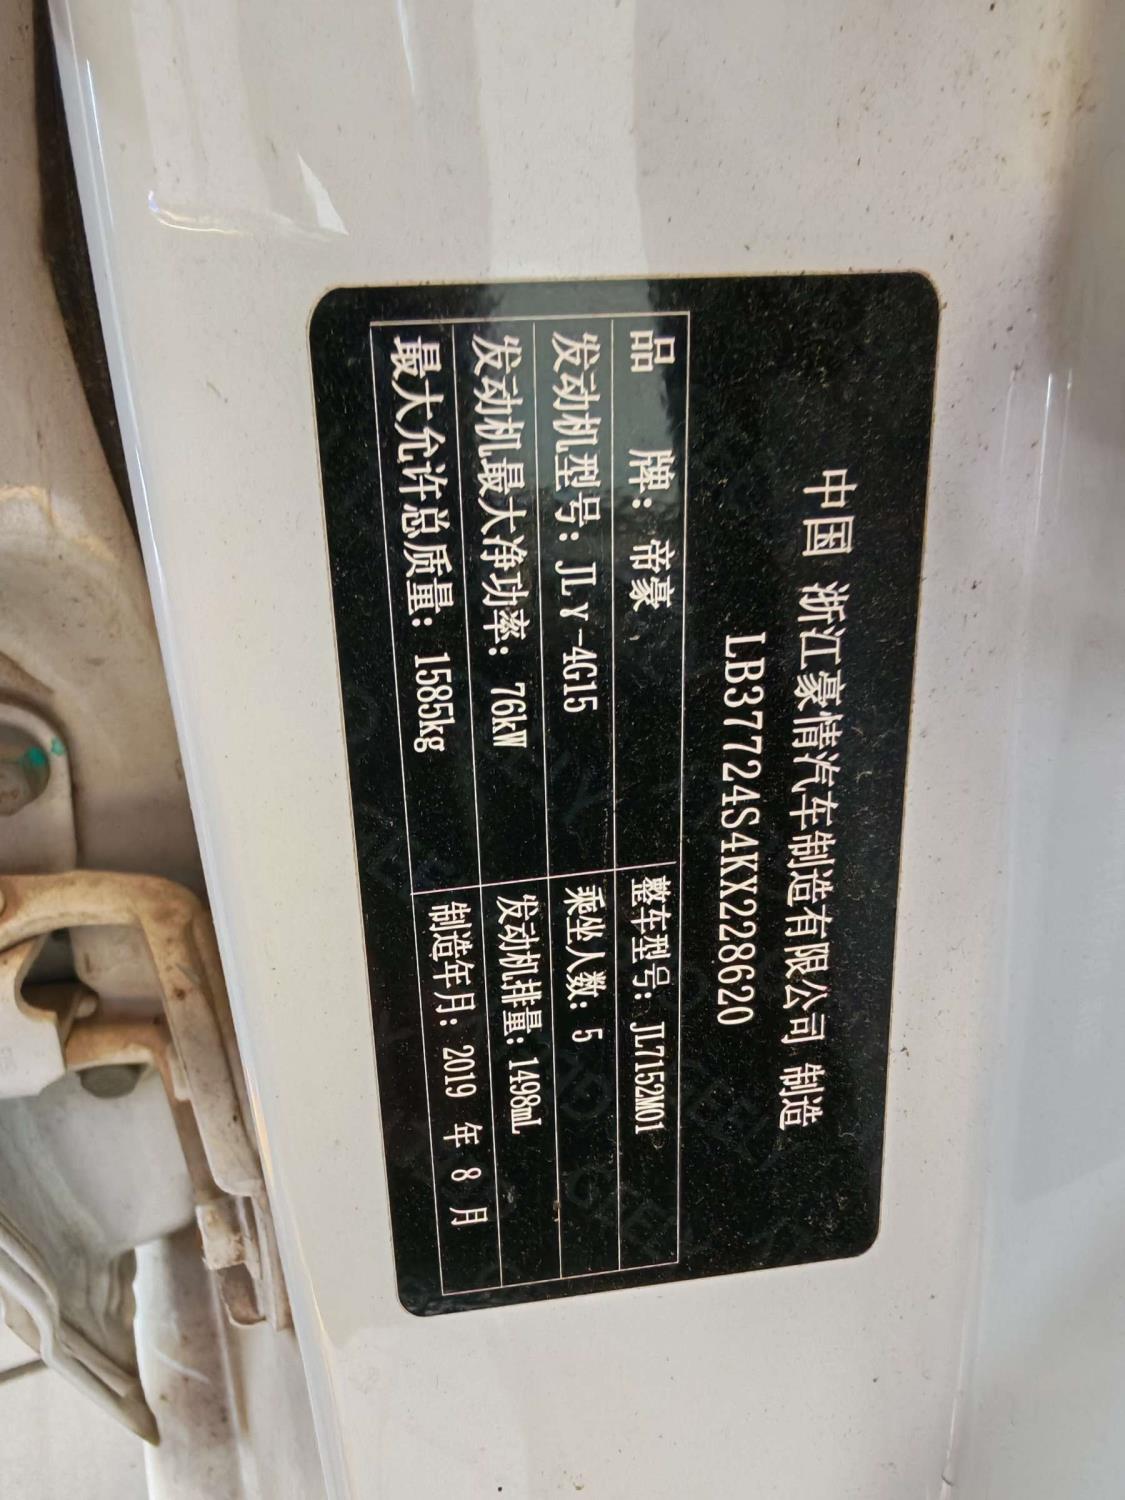 中国 浙江豪情汽车制造有限公司 制造
LB37724S4KX228620
品 牌: 帝豪 整车型号: JL7152M01
发动机型号: JLγ-4G15 乘坐人数: 5
发动机最大净功率: 76kW 发动机排量: 1498mL
最大允许总质量: 1585kg 制造年月: 2019 年 8 月